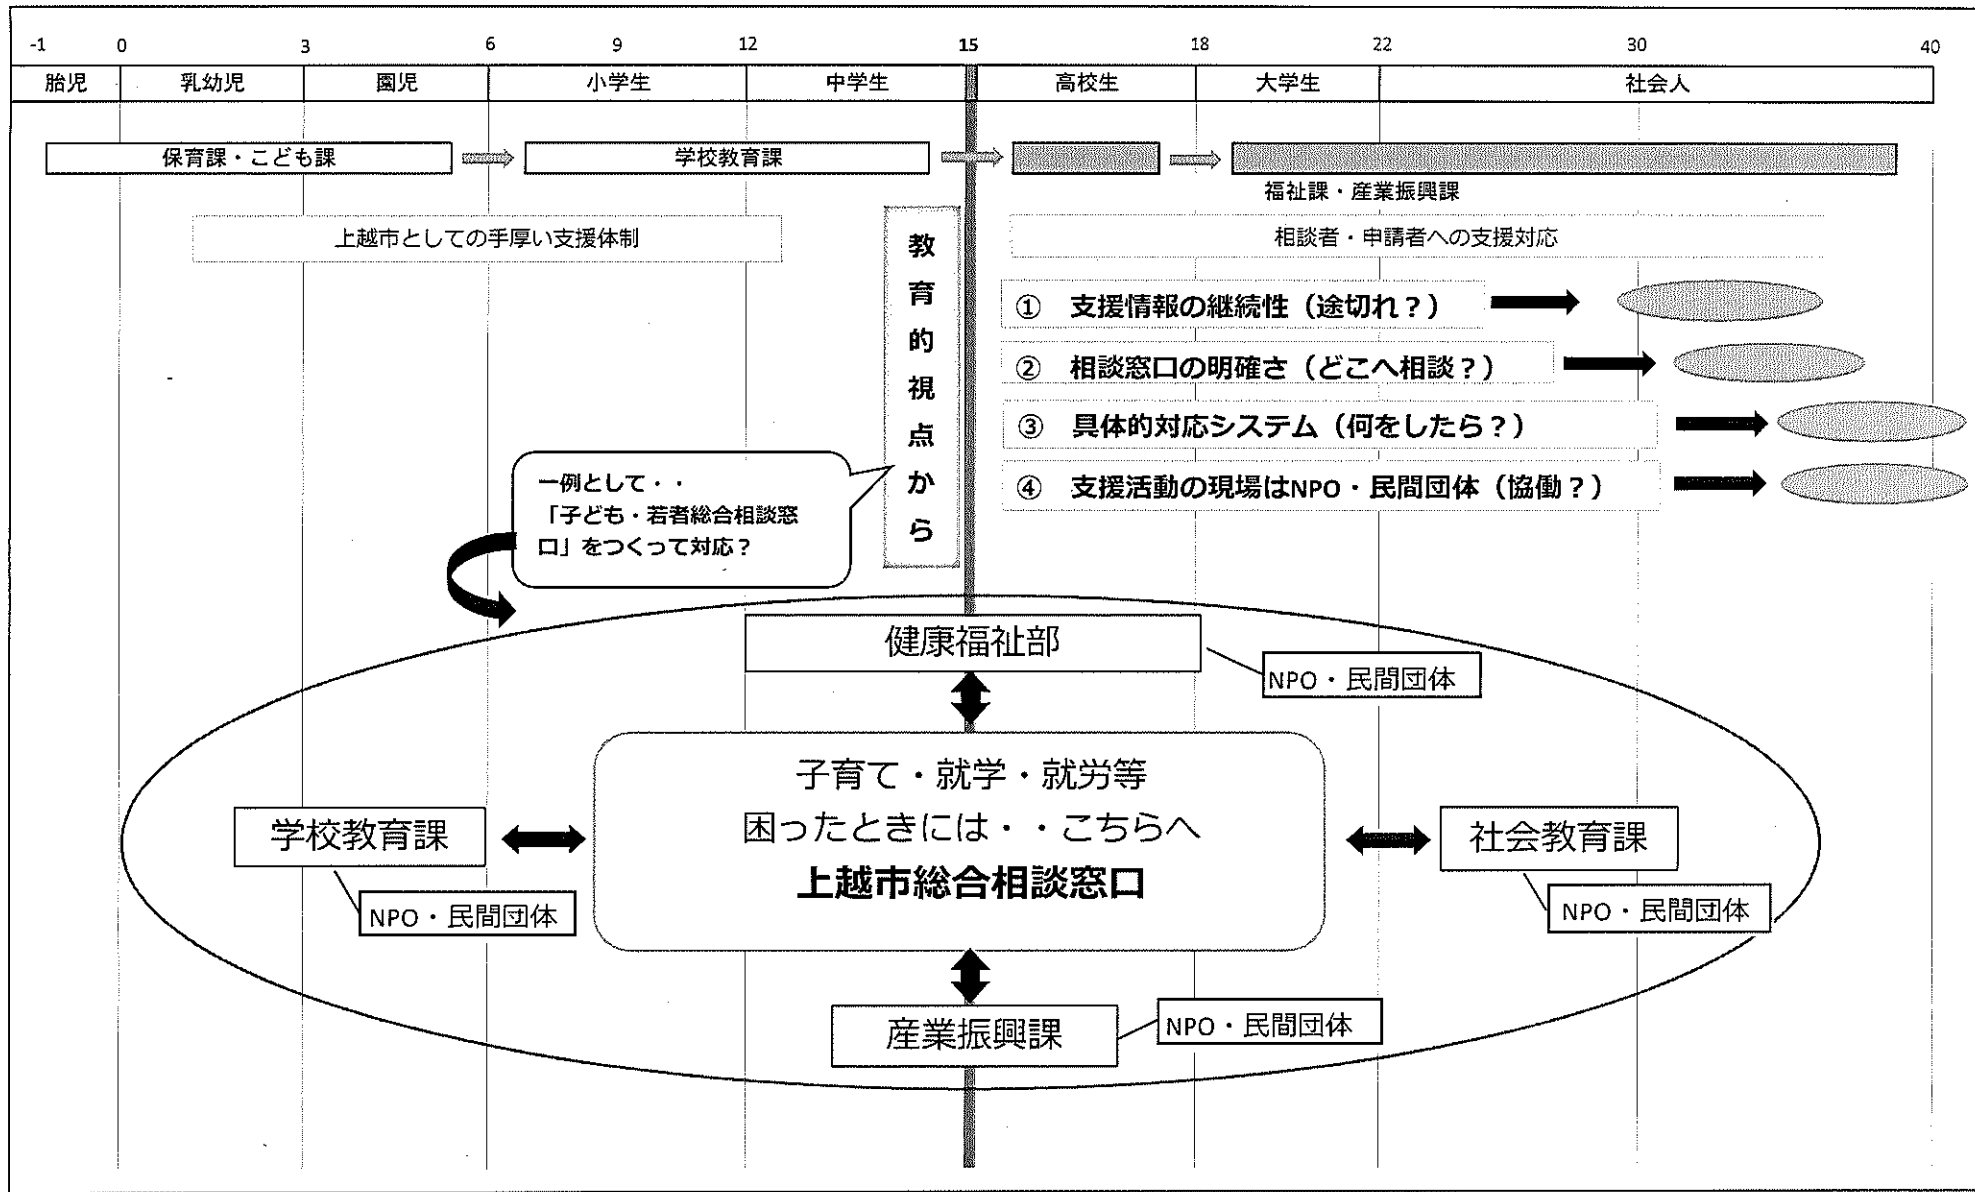 -1 0 3 6 9 12 15 18 22 30 40
胎児 乳幼児 園児 小学生 中学生 高校生 大学生 社会人
保育課・こども課 学校教育課
福祉課・産業振興課
上越市としての手厚い支援体制
相談者・申請者への支援対応
教育的視点から
① 支援情報の継続性（途切れ？）
② 相談窓口の明確さ（どこへ相談？）
③ 具体的対応システム（何をしたら？）
④ 支援活動の現場はNPO・民間団体（協働？）
一例として・・
「子ども・若者総合相談窓
口」をつくって対応？
健康福祉部
NPO・民間団体
子育て・就学・就労等
困ったときには・・こちらへ
上越市総合相談窓口
学校教育課
NPO・民間団体
社会教育課
NPO・民間団体
産業振興課
NPO・民間団体